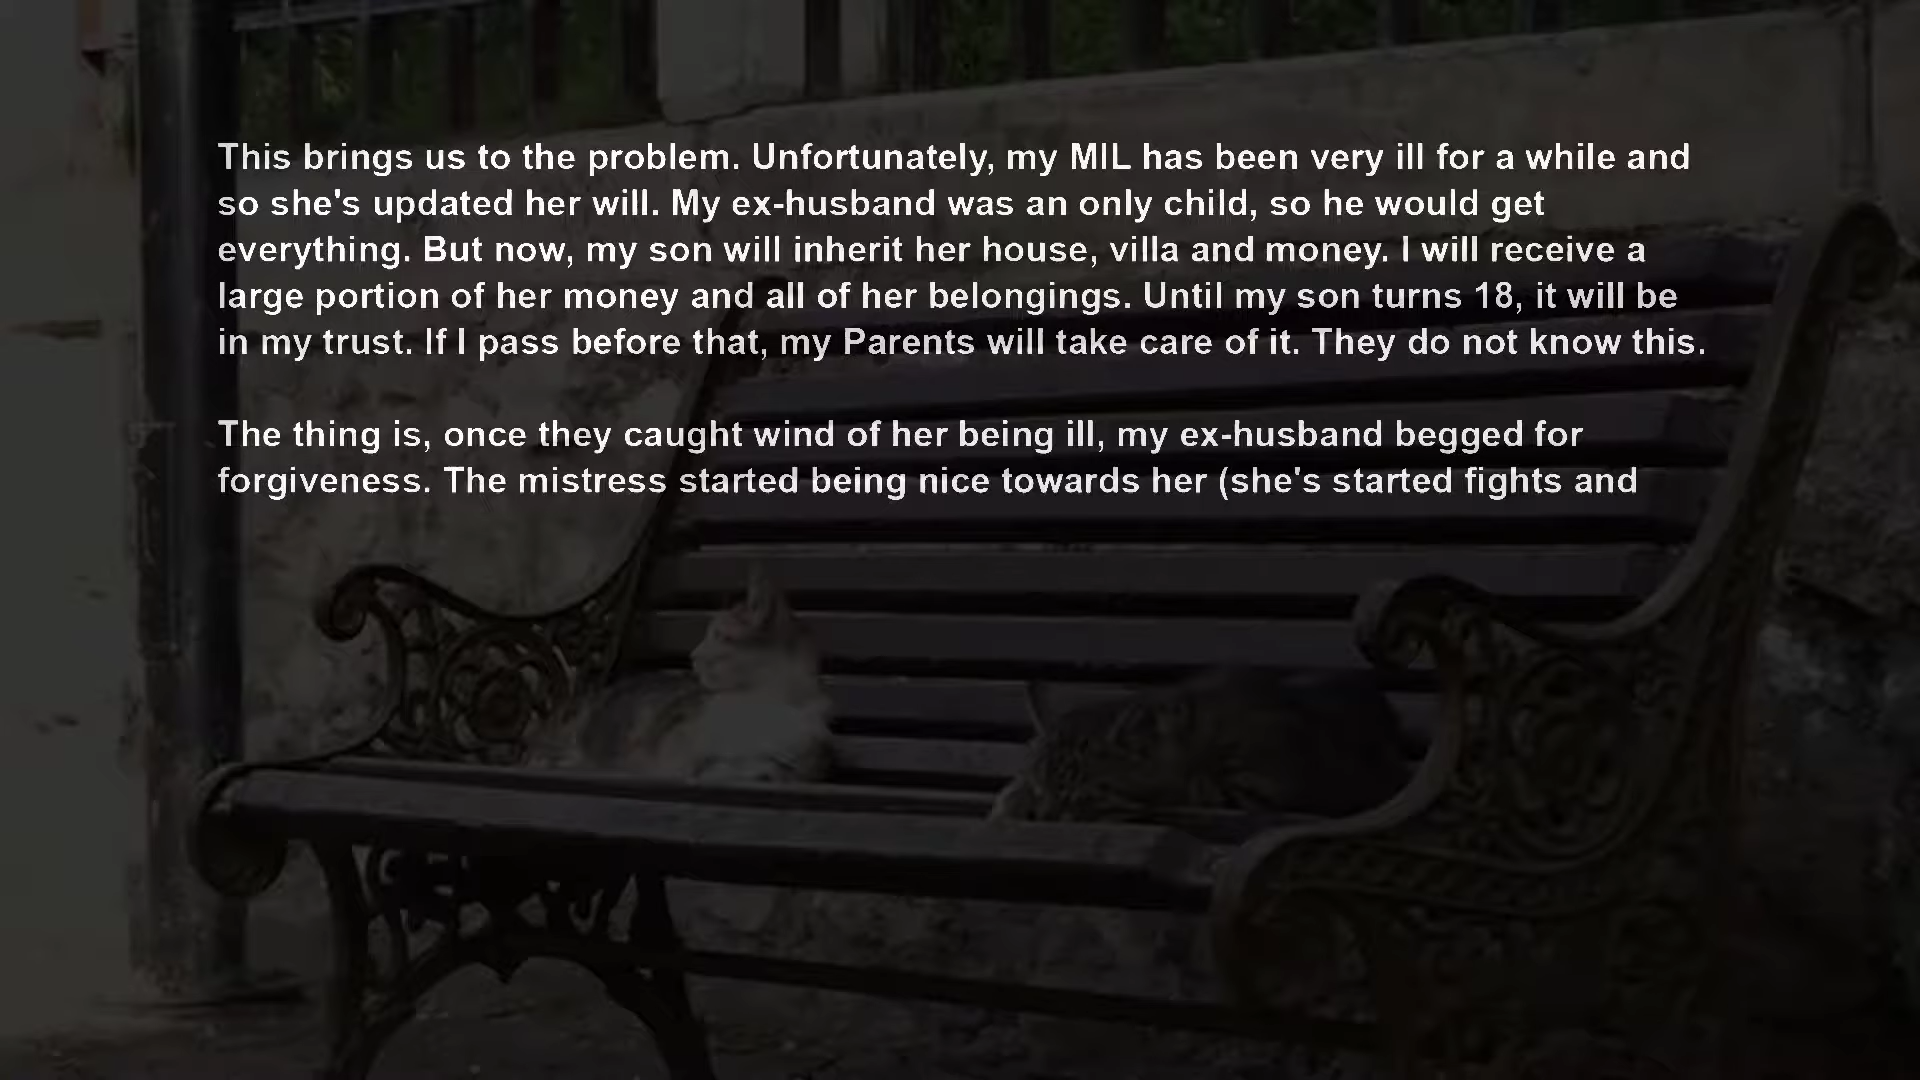 This brings us to the problem. Unfortunately, my MIL has been very ill for a while and
so she's updated her will. My ex-husband was an only child, so he would get
everything. But now, my son will inherit her house, villa and money. I will receive a
large portion of her money and all of her belongings. Until my son turns 18, it will be
in my trust. If I pass before that, my Parents will take care of it. They do not know this.
The thing is, once they caught wind of her being ill, my ex-husband begged for
forgiveness. The mistress started being nice towards her (she's started fights and